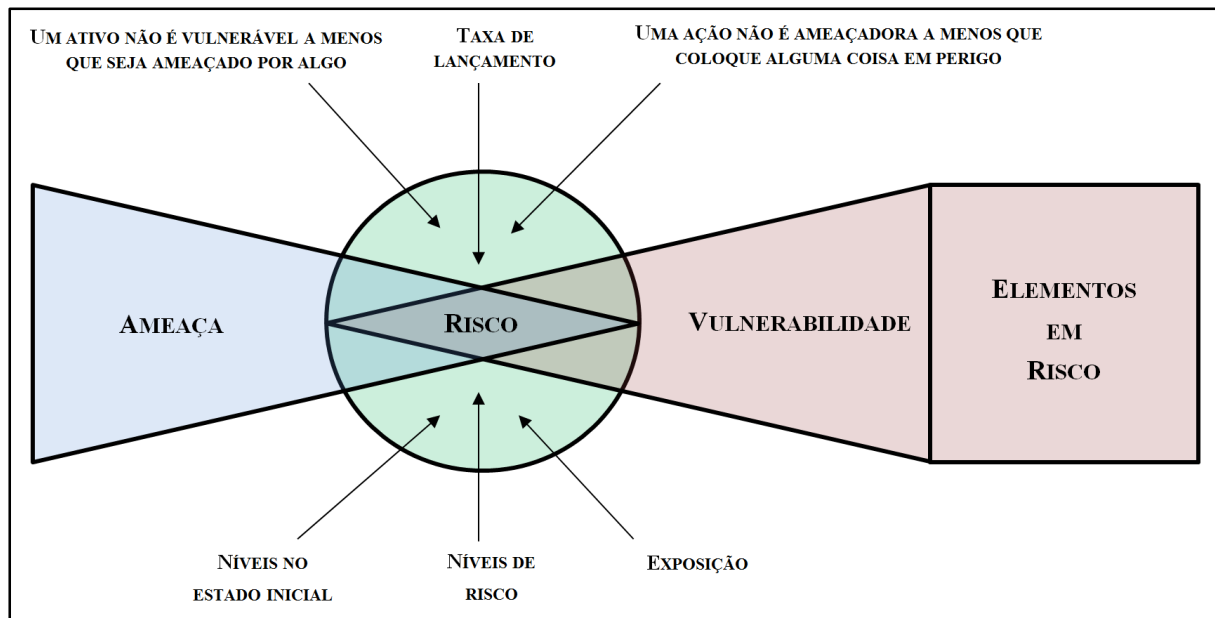 UM ATIVO NÃO É VULNERÁVEL A MENOS
QUE SEJA AMEAÇADO POR ALGO
TAXA DE
LANÇAMENTO
UMA AÇÃO NÃO É AMEAÇADORA A MENOS QUE
COLOQUE ALGUMA COISA EM PERIGO
AMEAÇA
RISCO
VULNERABILIDADE
ELEMENTOS
EM
RISCO
NÍVEIS NO
ESTADO INICIAL
NÍVEIS DE
RISCO
EXPOSIÇÃO